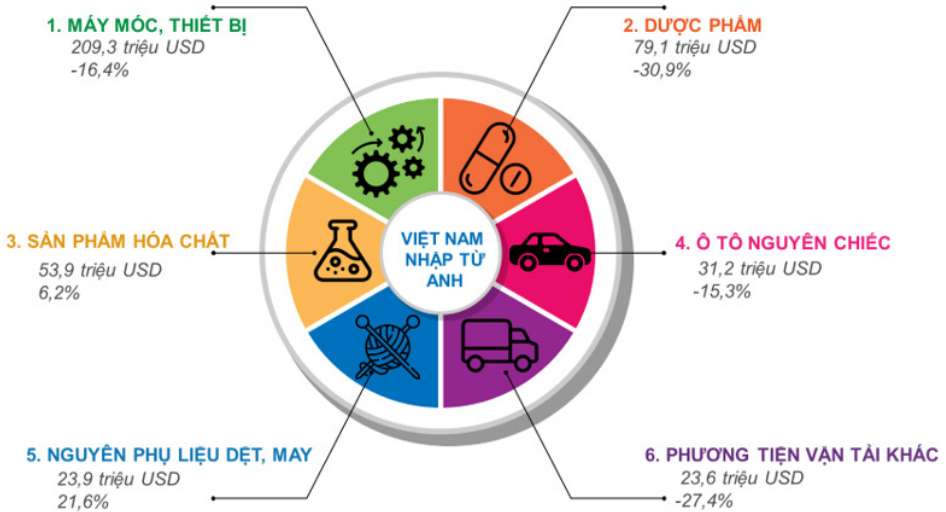 1. MÁY MÓC, THIẾT BỊ
209,3 triệu USD
-16,4%
2. DƯỢC PHẨM
79,1 triệu USD
-30,9%
3. SẢN PHẨM HÓA CHẤT
53,9 triệu USD
6,2%
VIỆT NAM
NHẬP TỪ
ANH
4. Ô TÔ NGUYÊN CHIẾC
31,2 triệu USD
-15,3%
5. NGUYÊN PHỤ LIỆU DỆT, MAY
23,9 triệu USD
21,6%
6. PHƯƠNG TIỆN VẬN TẢI KHÁC
23,6 triệu USD
-27,4%